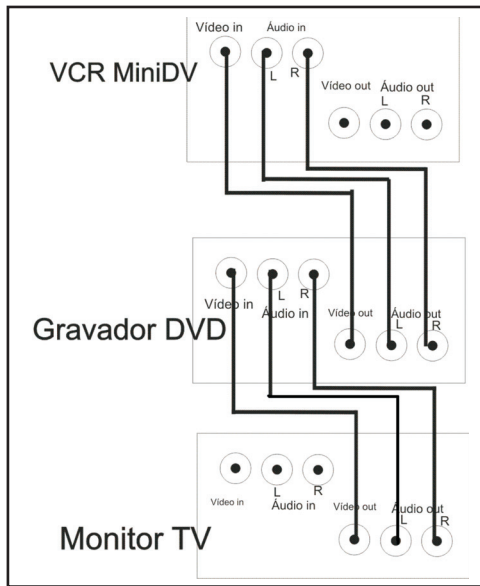 Vídeo in Áudio in
VCR MiniDV
L R
Vídeo out Áudio out
L R
Gravador DVD
Vídeo in L R
Áudio in
Vídeo out Áudio out
L R
Monitor TV
Vídeo in L R
Áudio in
Vídeo out Áudio out
L R